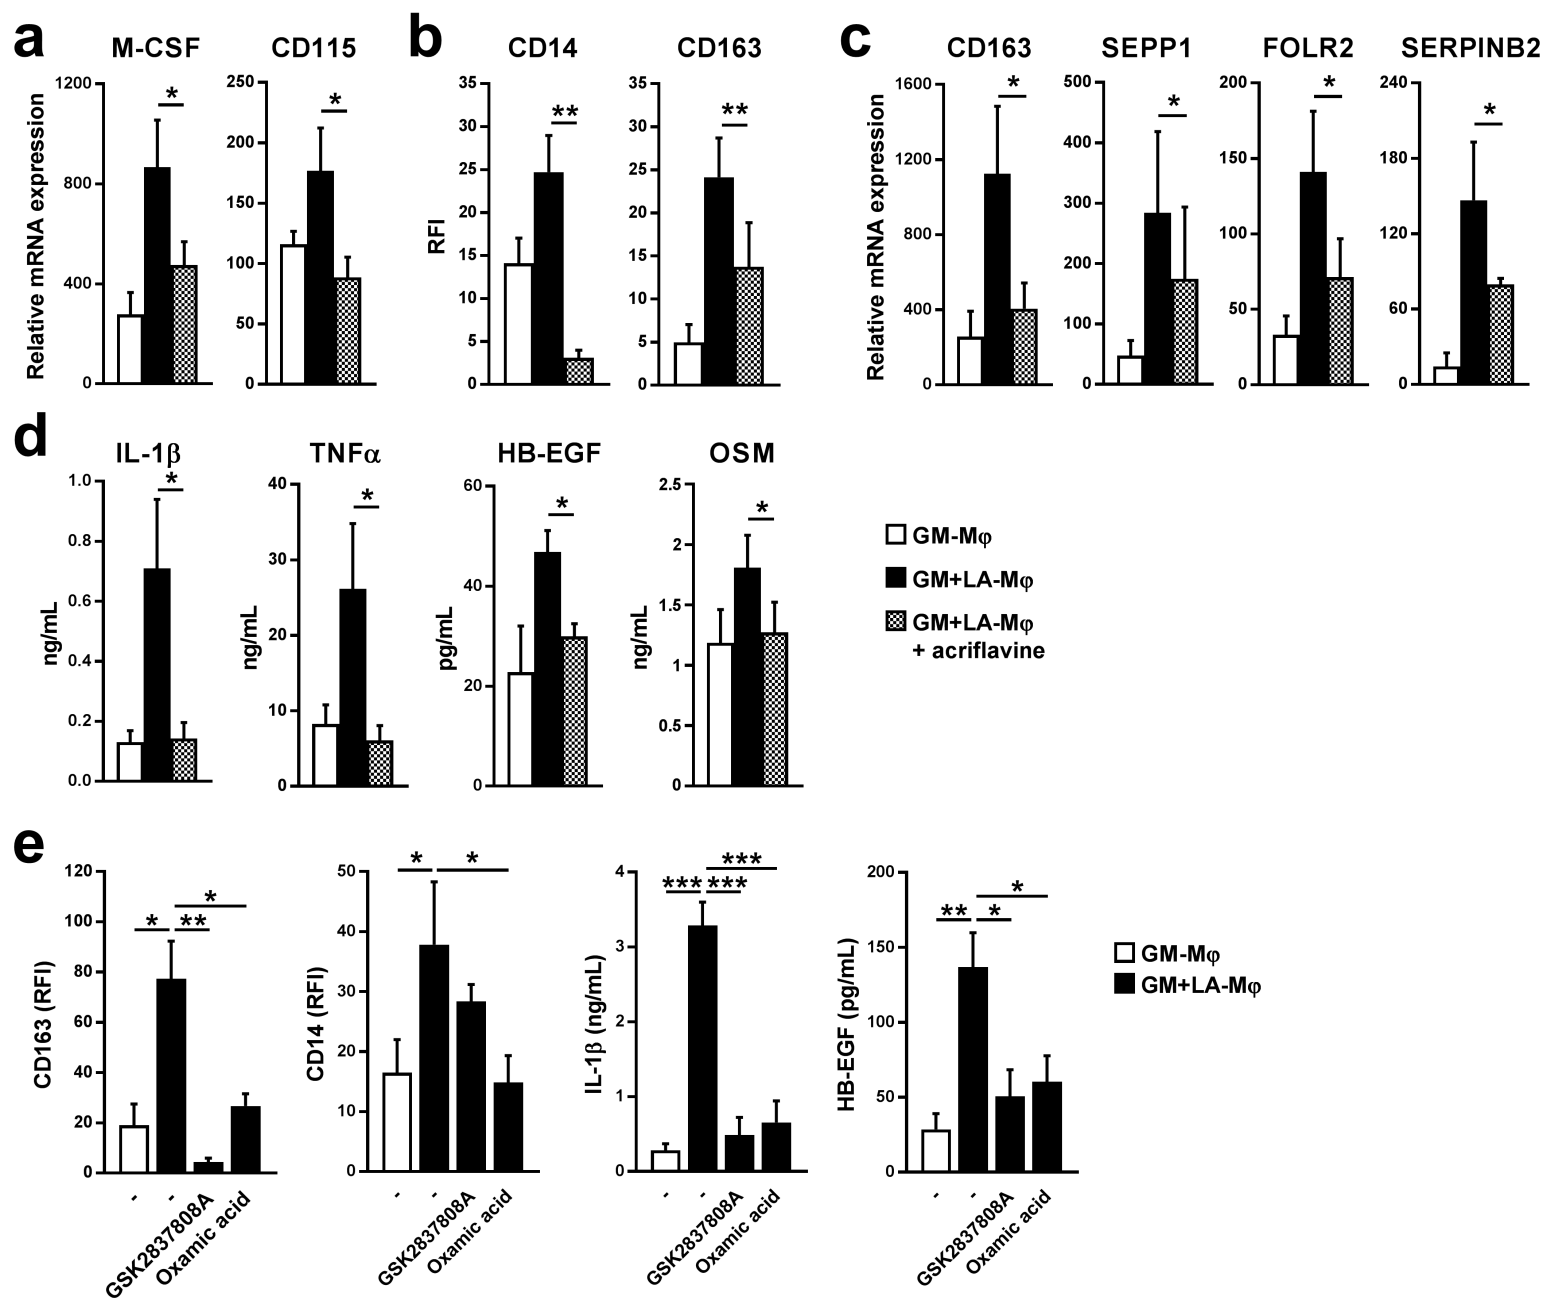 a
M-CSF
CD115
Relative mRNA expression
1200
800
400
0
*
250
200
150
100
50
0
*
b
CD14
CD163
RFI
35
30
25
20
15
10
5
0
**
35
30
25
20
15
10
5
0
**
c
CD163
SEPP1
FOLR2
SERPINB2
Relative mRNA expression
1600
1200
800
400
0
*
500
400
300
200
100
0
*
200
150
100
50
0
*
240
180
120
60
0
*
d
IL-1β
TNFα
HB-EGF
OSM
ng/mL
1.0
0.8
0.6
0.4
0.2
0.0
*
ng/mL
40
30
20
10
0
*
pg/mL
60
40
20
0
*
ng/mL
2.5
2
1.5
1
0.5
0
*
GM-Mφ
GM+LA-Mφ
GM+LA-Mφ
+ acriflavine
e
CD163 (RFI)
120
100
80
60
40
20
0
*
* **
-
-
GSK2837808A
Oxamic acid
CD14 (RFI)
50
40
30
20
10
0
* *
-
-
GSK2837808A
Oxamic acid
IL-1β (ng/mL)
4
3
2
1
0
***
*** ***
-
-
GSK2837808A
Oxamic acid
HB-EGF (pg/mL)
200
150
100
50
0
*
** *
-
-
GSK2837808A
Oxamic acid
GM-Mφ
GM+LA-Mφ